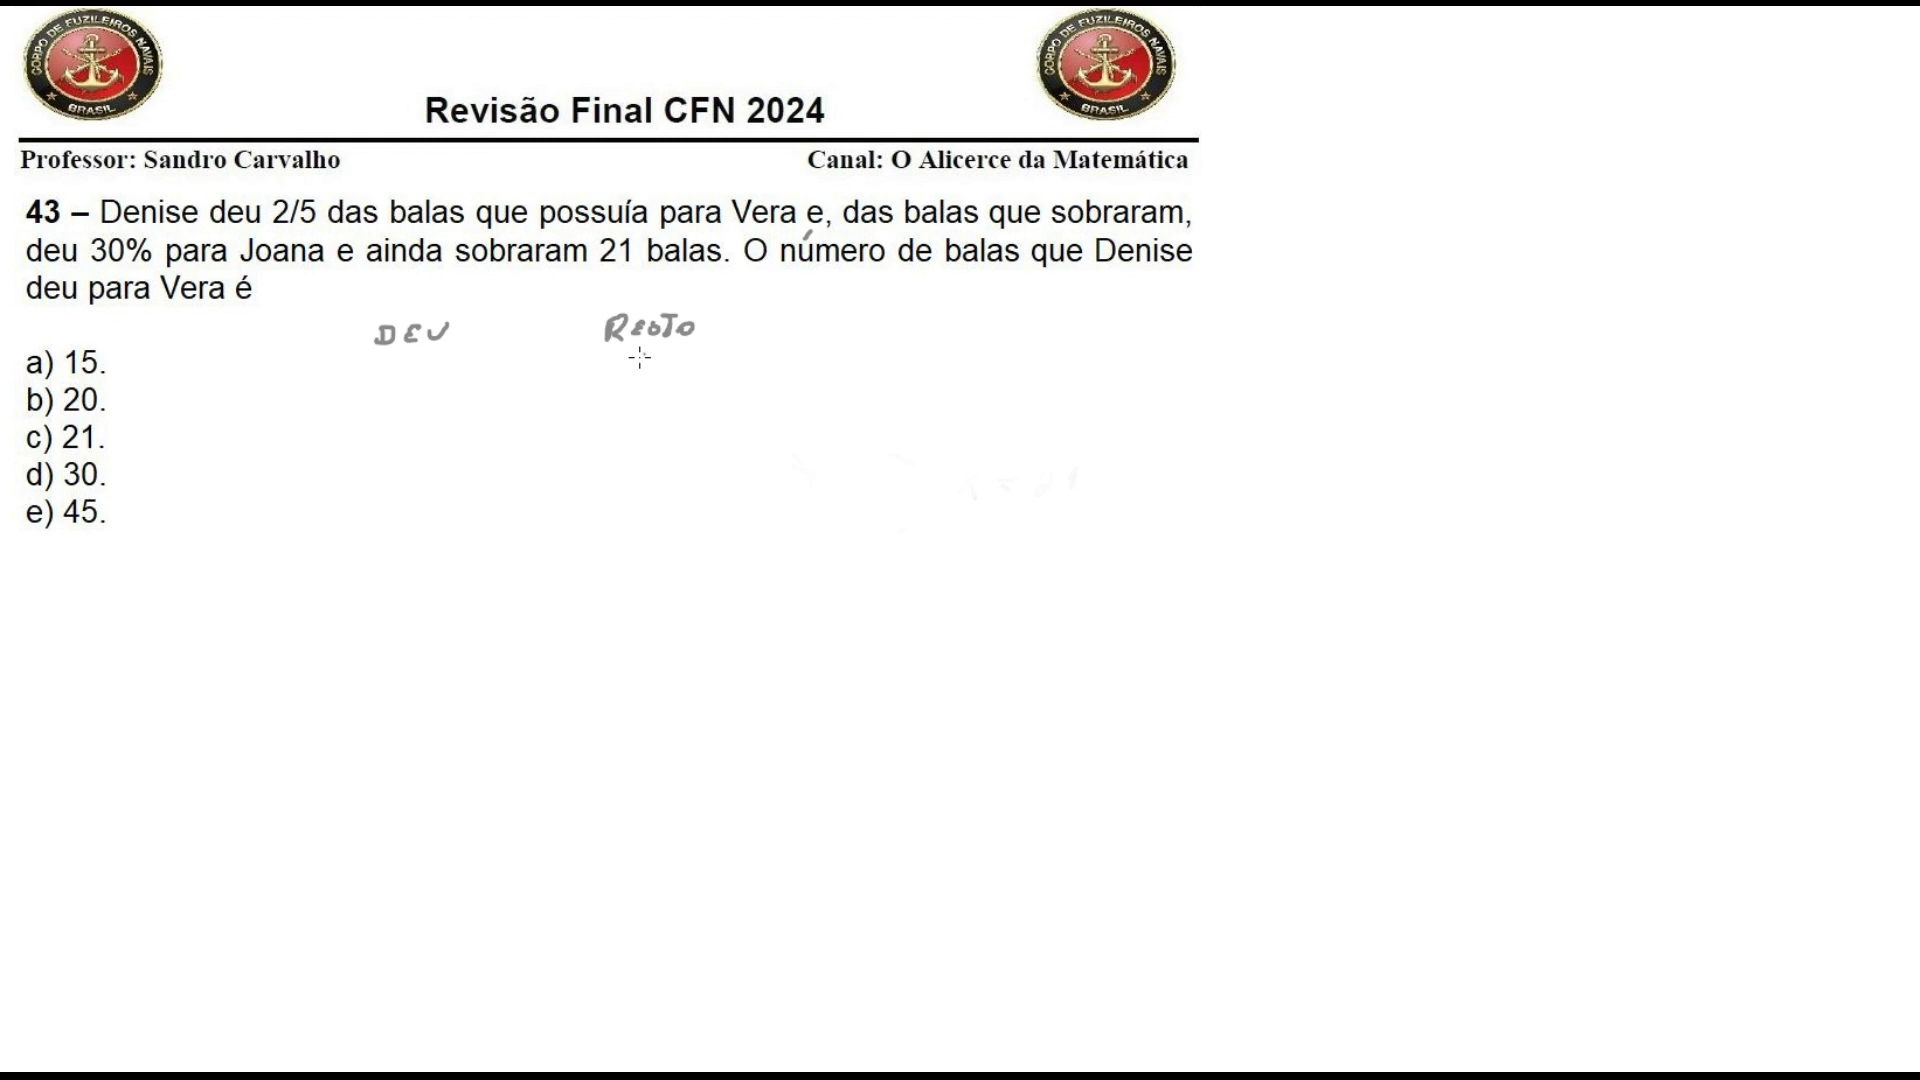 CORPO DE FUZILEIROS NAVAIS
BRASIL
CORPO DE FUZILEIROS NAVAIS
BRASIL
Revisão Final CFN 2024
Professor: Sandro Carvalho
Canal: O Alicerce da Matemática
43 – Denise deu 2/5 das balas que possuía para Vera e, das balas que sobraram,
deu 30% para Joana e ainda sobraram 21 balas. O número de balas que Denise
deu para Vera é
DEU
RESTO
a) 15.
b) 20.
c) 21.
d) 30.
e) 45.